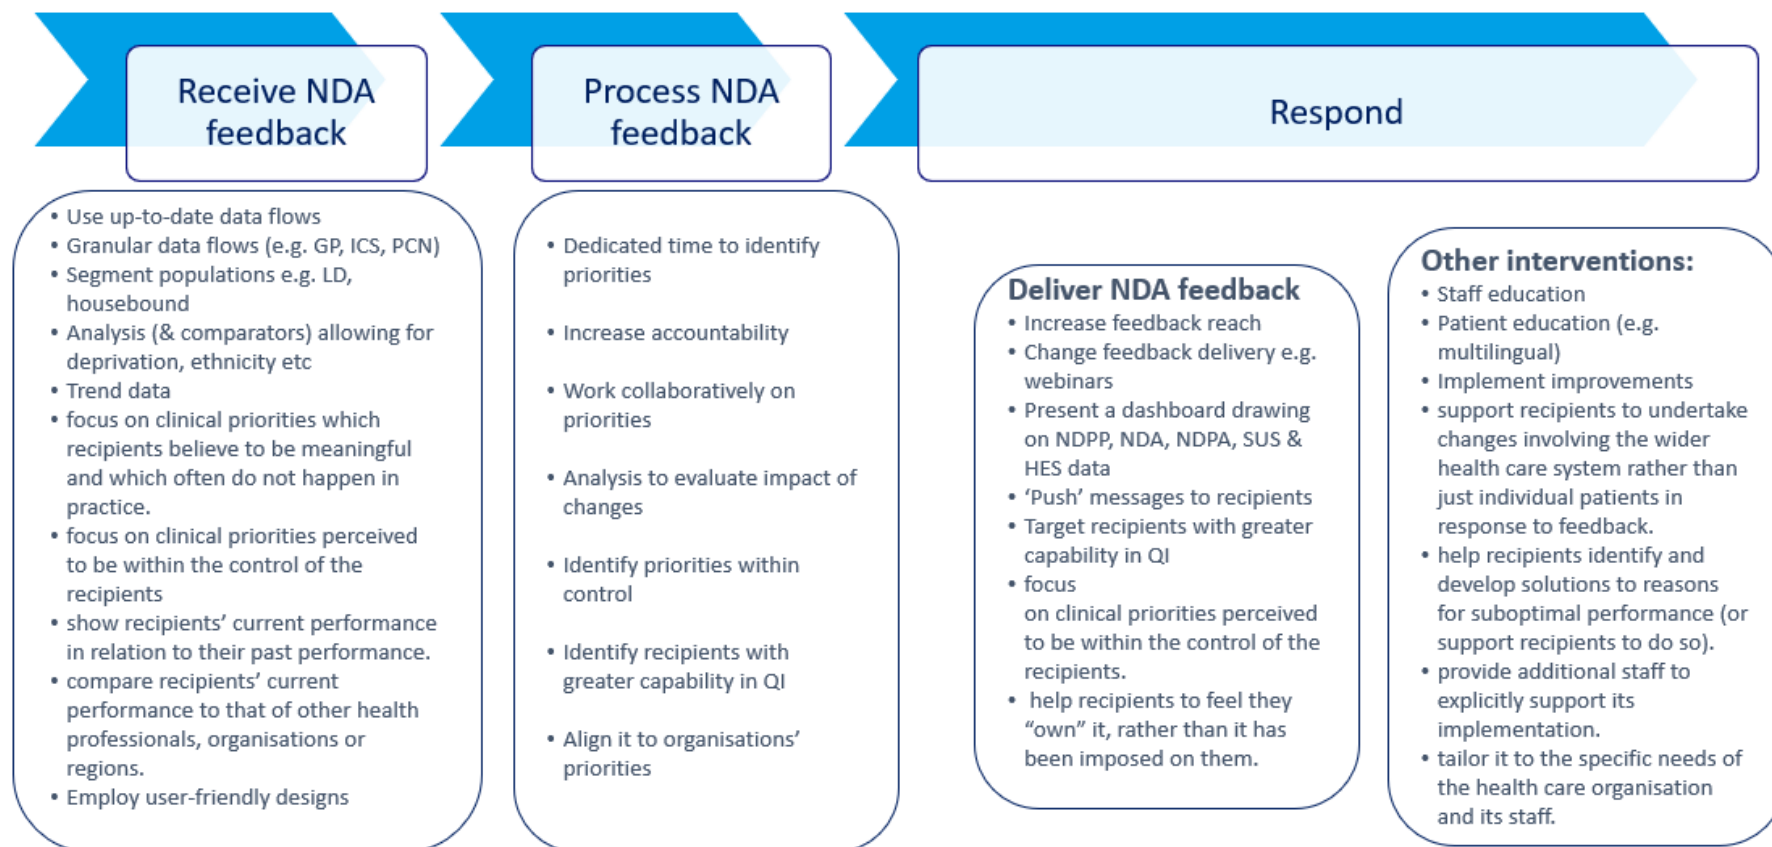 Receive NDA
feedback
Process NDA
feedback
Respond
• Use up-to-date data flows
• Granular data flows (e.g. GP, ICS, PCN)
• Segment populations e.g. LD,
housebound
• Analysis (& comparators) allowing for
deprivation, ethnicity etc
• Trend data
• focus on clinical priorities which
recipients believe to be meaningful
and which often do not happen in
practice.
• focus on clinical priorities perceived
to be within the control of the
recipients
• show recipients’ current performance
in relation to their past performance.
• compare recipients’ current
performance to that of other health
professionals, organisations or
regions.
• Employ user-friendly designs
• Dedicated time to identify
priorities
• Increase accountability
• Work collaboratively on
priorities
• Analysis to evaluate impact of
changes
• Identify priorities within
control
• Identify recipients with
greater capability in QI
• Align it to organisations’
priorities
Deliver NDA feedback
• Increase feedback reach
• Change feedback delivery e.g.
webinars
• Present a dashboard drawing
on NDPP, NDA, NDPA, SUS &
HES data
• ‘Push’ messages to recipients
• Target recipients with greater
capability in QI
• focus
on clinical priorities perceived
to be within the control of the
recipients.
• help recipients to feel they
“own” it, rather than it has
been imposed on them.
Other interventions:
• Staff education
• Patient education (e.g.
multilingual)
• Implement improvements
• support recipients to undertake
changes involving the wider
health care system rather than
just individual patients in
response to feedback.
• help recipients identify and
develop solutions to reasons
for suboptimal performance (or
support recipients to do so).
• provide additional staff to
explicitly support its
implementation.
• tailor it to the specific needs of
the health care organisation
and its staff.